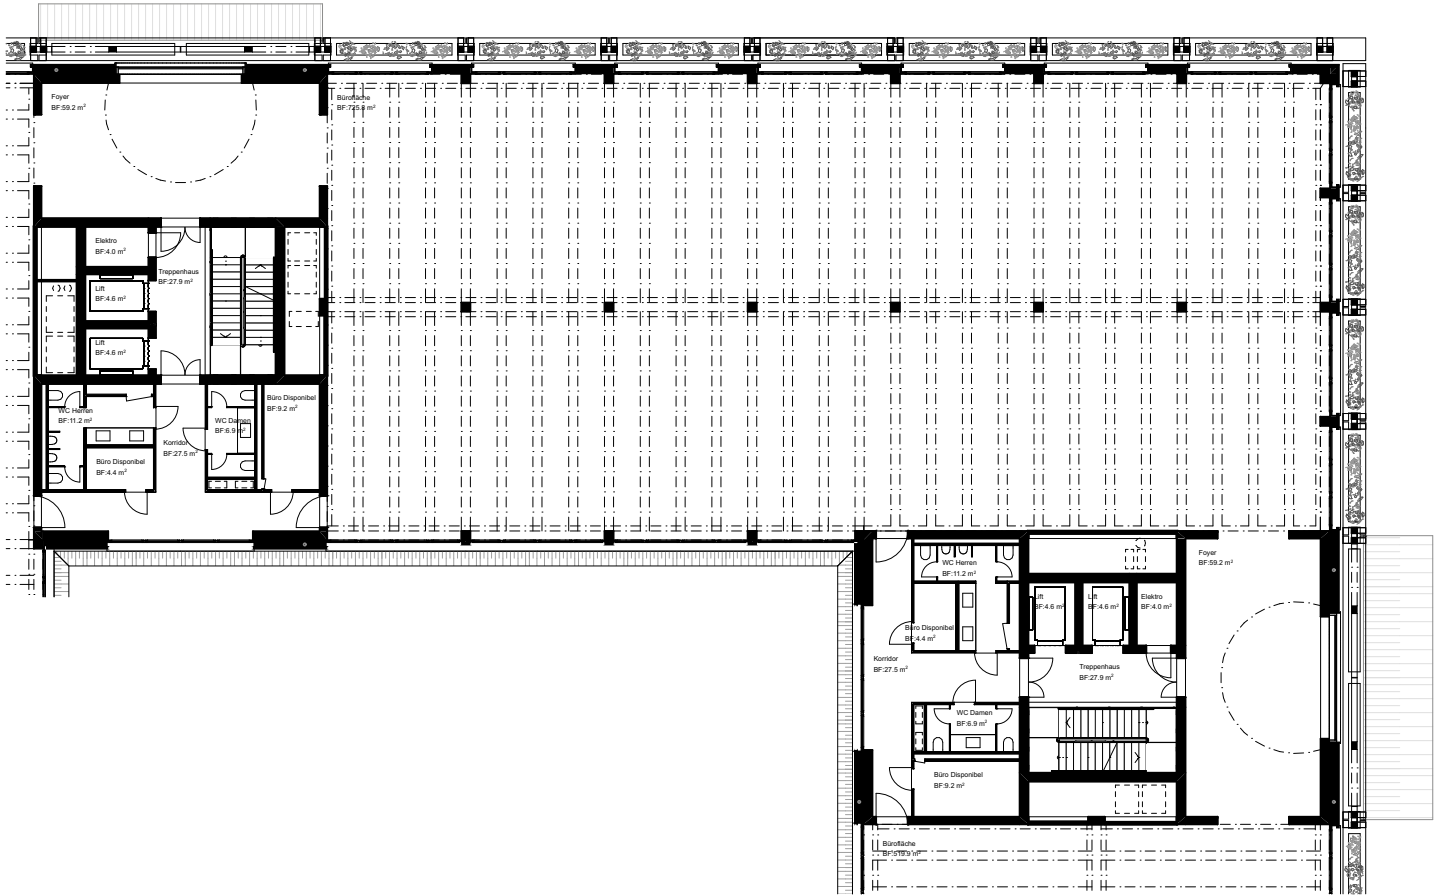 Foyer
BF:59.2 m²
Bürofläche
BF:725.8 m²
Elektro
BF:4.0 m²
Treppenhaus
BF:27.9 m²
Lift
BF:4.6 m²
Lift
BF:4.6 m²
WC Herren
BF:11.2 m²
Büro Disponibel
BF:9.2 m²
WC Damen
BF:6.9 m²
Korridor
BF:27.5 m²
Büro Disponibel
BF:4.4 m²
Foyer
BF:59.2 m²
WC Herren
BF:11.2 m²
Lift
BF:4.6 m²
Lift
BF:4.6 m²
Elektro
BF:4.0 m²
Büro Disponibel
BF:4.4 m²
Korridor
BF:27.5 m²
Treppenhaus
BF:27.9 m²
WC Damen
BF:6.9 m²
Büro Disponibel
BF:9.2 m²
Bürofläche
BF:519.9 m²